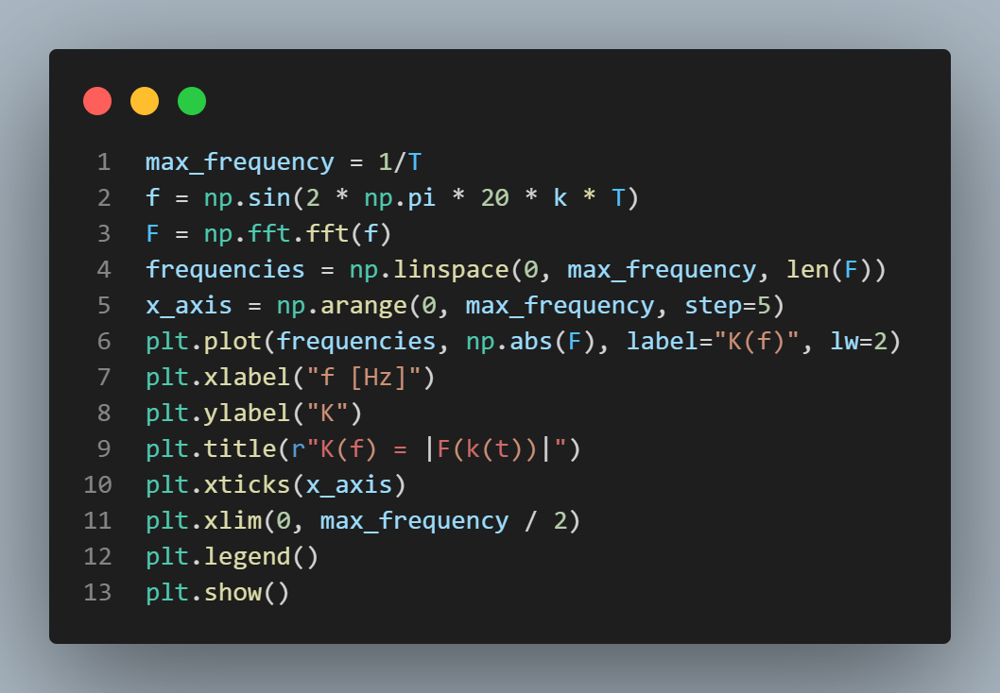 1 max_frequency = 1/T
2 f = np.sin(2 * np.pi * 20 * k * T)
3 F = np.fft.fft(f)
4 frequencies = np.linspace(0, max_frequency, len(F))
5 x_axis = np.arange(0, max_frequency, step=5)
6 plt.plot(frequencies, np.abs(F), label="K(f)", lw=2)
7 plt.xlabel("f [Hz]")
8 plt.ylabel("K")
9 plt.title(r"K(f) = |F(k(t))|")
10 plt.xticks(x_axis)
11 plt.xlim(0, max_frequency / 2)
12 plt.legend()
13 plt.show()